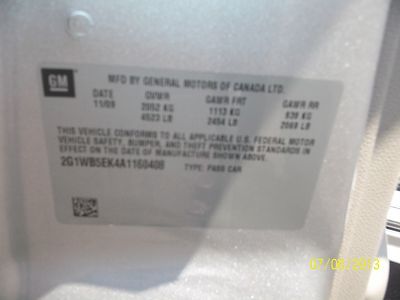 GM
MFD BY GENERAL MOTORS OF CANADA LTD.
DATE GVWR GAWR FRT GAWR RR
11/09 2052 KG 1113 KG 939 KG
4523 LB 2454 LB 2069 LB
THIS VEHICLE CONFORMS TO ALL APPLICABLE U.S. FEDERAL MOTOR
VEHICLE SAFETY, BUMPER, AND THEFT PREVENTION STANDARDS
IN EFFECT ON THE DATE OF MANUFACTURE SHOWN ABOVE.
2G1WB5EK4A1160408 TYPE: PASS CAR
07/08/2013